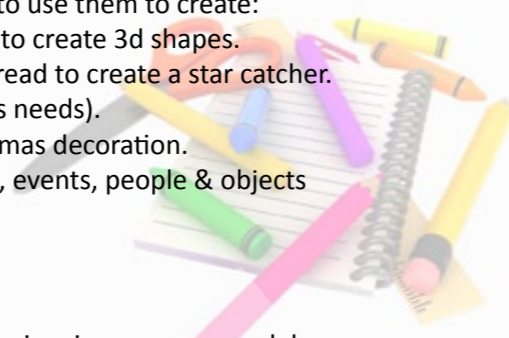 to use them to create:
to create 3d shapes.
read to create a star catcher.
s needs).
mas decoration.
, events, people & objects